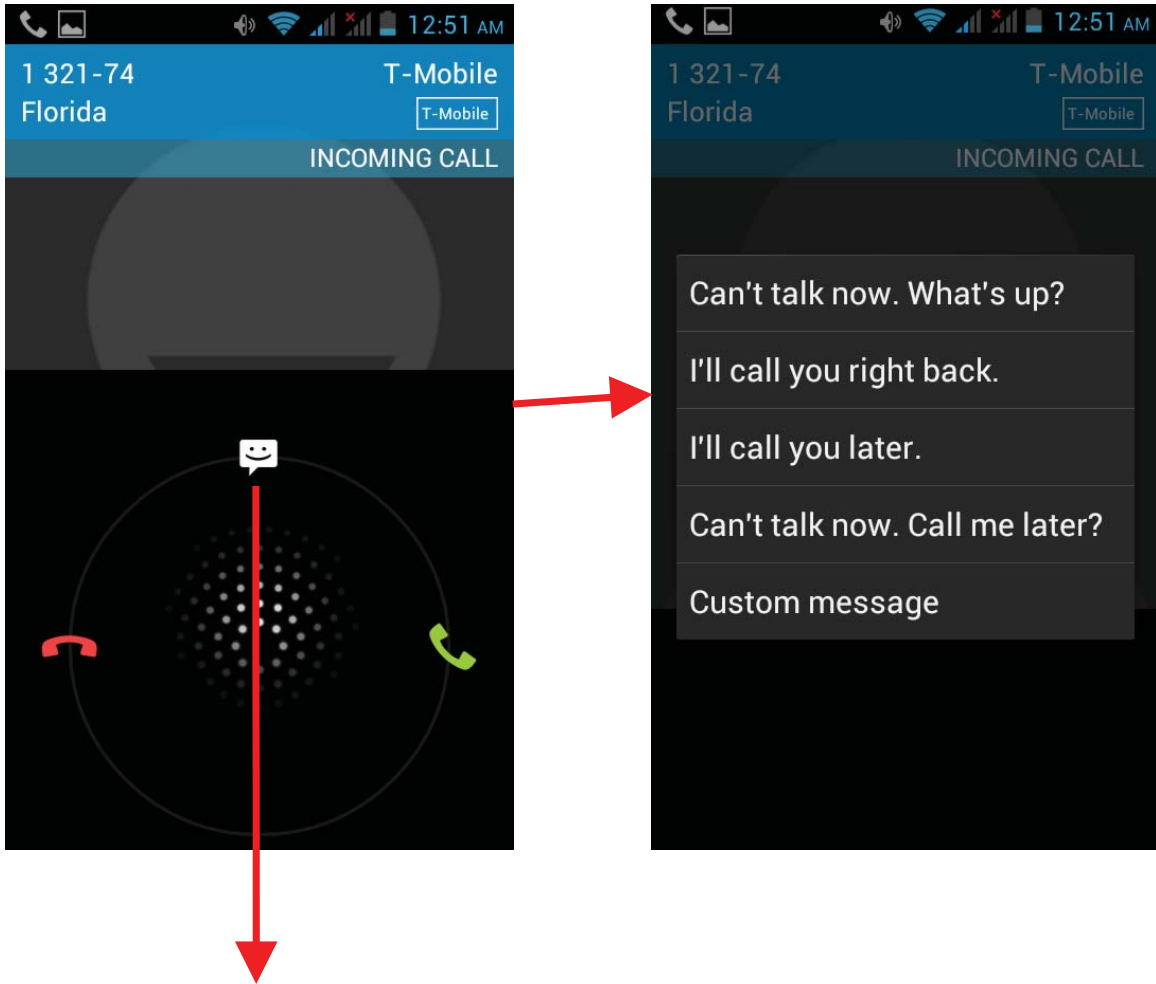 12:51 AM
1 321-74 T-Mobile
Florida T-Mobile
INCOMING CALL
12:51 AM
1 321-74 T-Mobile
Florida T-Mobile
INCOMING CALL
Can't talk now. What's up?
I'll call you right back.
I'll call you later.
Can't talk now. Call me later?
Custom message